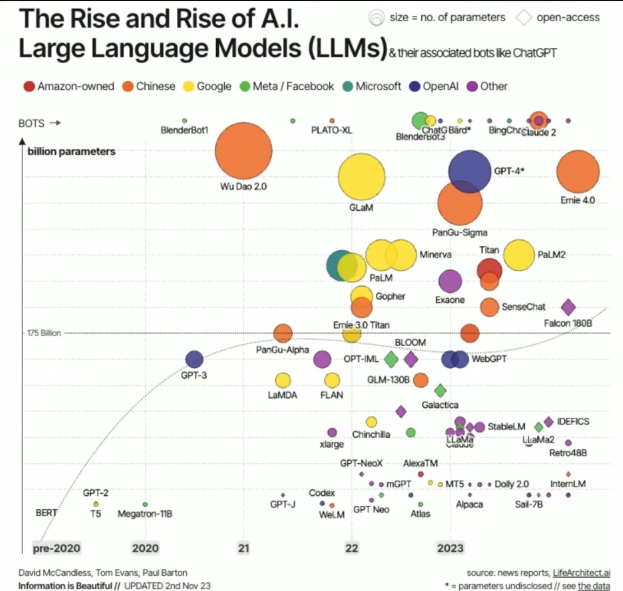 The Rise and Rise of A.I.
size = no. of parameters
open-access
Large Language Models (LLMs) & their associated bots like ChatGPT
Amazon-owned
Chinese
Google
Meta / Facebook
Microsoft
OpenAI
Other
BOTS →
BlenderBot1
PLATO-XL
BlenderBot3
Bard*
Claude 2
billion parameters
Wu Dao 2.0
GLaM
GPT-4*
Ernie 4.0
PanGu-Sigma
Minerva
Titan
PaLM2
PaLM
Exaone
Gopher
SenseChat
Ernie 3.0 Titan
Falcon 180B
175 Billion
PanGu-Alpha
BLOOM
GPT-3
OPT-IML
WebGPT
LaMDA
FLAN
GLM-130B
Galactica
Chinchilla
StableLM
IDEFICS
xlarge
LLaMa
Claude
LLaMa2
Retro48B
GPT-NeoX
AlexaTM
GPT-2
Codex
mGPT
MT5
Dolly 2.0
InternLM
BERT
T5
Megatron-11B
GPT-J
WeLM
GPT Neo
Atlas
Alpaca
Sail-7B
pre-2020
2020
21
22
2023
David McCandless, Tom Evans, Paul Barton
Information is Beautiful // UPDATED 2nd Nov 23
source: news reports, LifeArchitect.ai
* = parameters undisclosed // see the data